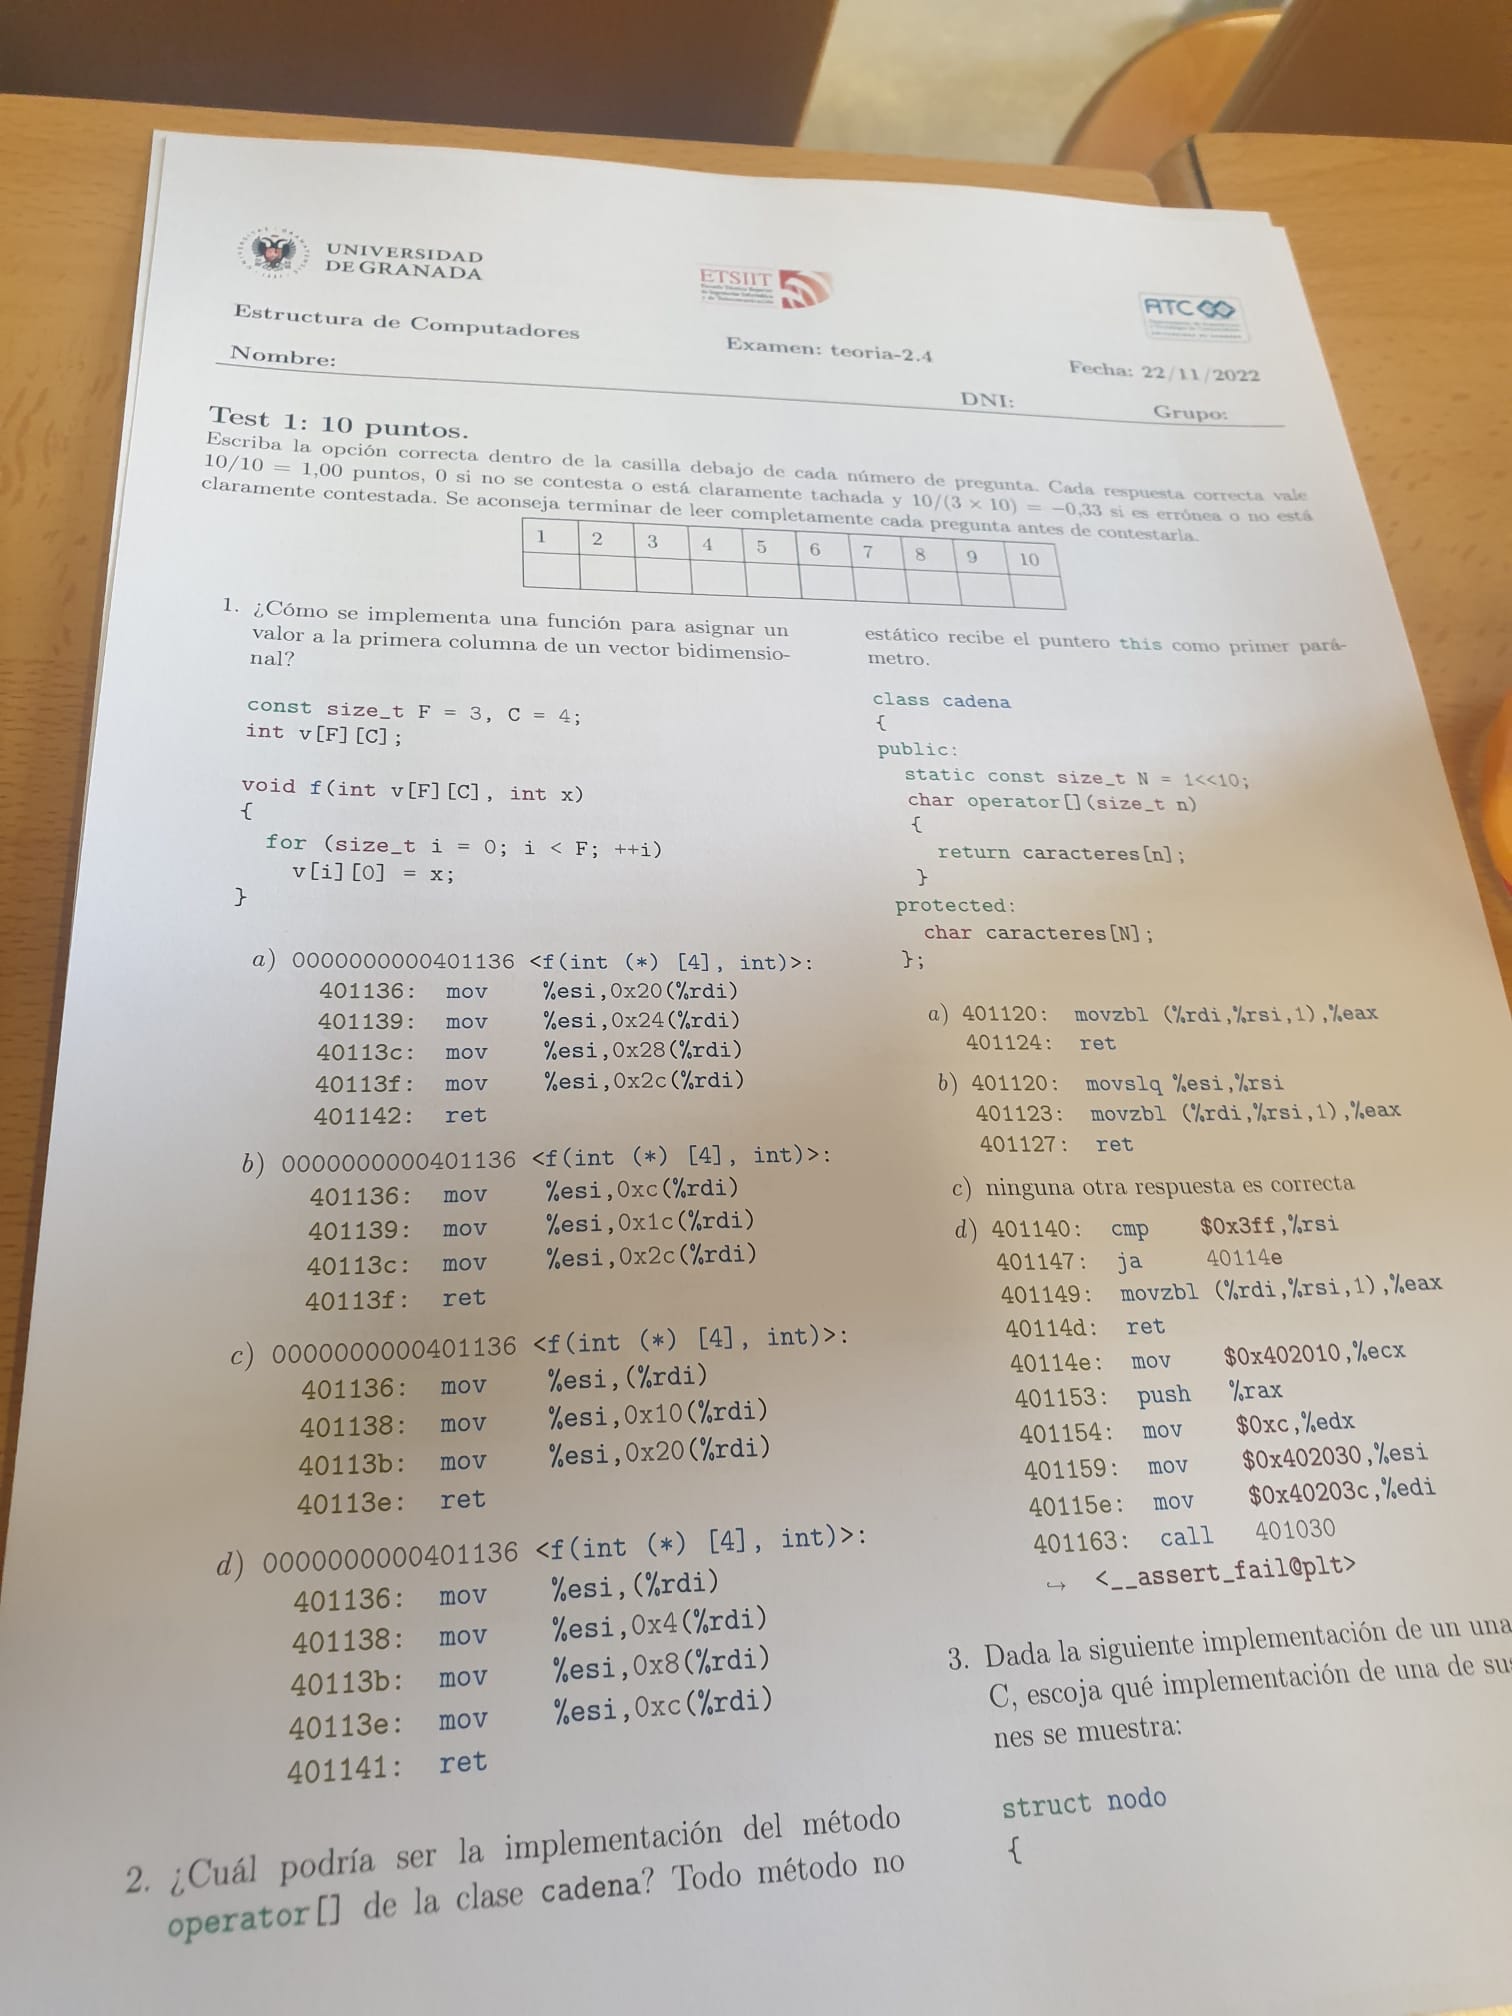 UNIVERSIDAD
DE GRANADA
ETSIIT
ATC
Estructura de Computadores
Examen: teoria-2.4
Fecha: 22/11/2022
Nombre:
DNI:
Grupo:
Test 1: 10 puntos.
Escriba la opción correcta dentro de la casilla debajo de cada número de pregunta. Cada respuesta correcta vale
10/10 = 1,00 puntos, 0 si no se contesta o está claramente tachada y 10/(3 × 10) = −0,33 si es errónea o no está
claramente contestada. Se aconseja terminar de leer completamente cada pregunta antes de contestarla.
1 2 3 4 5 6 7 8 9 10
1. ¿Cómo se implementa una función para asignar un
valor a la primera columna de un vector bidimensio-
nal?
const size_t F = 3, C = 4;
int v[F][C];
void f(int v[F][C], int x)
{
for (size_t i = 0; i < F; ++i)
v[i][0] = x;
}
a) 0000000000401136 <f(int (*) [4], int)>:
401136: mov %esi,0x20(%rdi)
401139: mov %esi,0x24(%rdi)
40113c: mov %esi,0x28(%rdi)
40113f: mov %esi,0x2c(%rdi)
401142: ret
b) 0000000000401136 <f(int (*) [4], int)>:
401136: mov %esi,0xc(%rdi)
401139: mov %esi,0x1c(%rdi)
40113c: mov %esi,0x2c(%rdi)
40113f: ret
c) 0000000000401136 <f(int (*) [4], int)>:
401136: mov %esi,(%rdi)
401138: mov %esi,0x10(%rdi)
40113b: mov %esi,0x20(%rdi)
40113e: ret
d) 0000000000401136 <f(int (*) [4], int)>:
401136: mov %esi,(%rdi)
401138: mov %esi,0x4(%rdi)
40113b: mov %esi,0x8(%rdi)
40113e: mov %esi,0xc(%rdi)
401141: ret
2. ¿Cuál podría ser la implementación del método
operator[] de la clase cadena? Todo método no
estático recibe el puntero this como primer pará-
metro.
class cadena
{
public:
static const size_t N = 1<<10;
char operator[](size_t n)
{
return caracteres[n];
}
protected:
char caracteres[N];
};
a) 401120: movzbl (%rdi,%rsi,1),%eax
401124: ret
b) 401120: movslq %esi,%rsi
401123: movzbl (%rdi,%rsi,1),%eax
401127: ret
c) ninguna otra respuesta es correcta
d) 401140: cmp $0x3ff,%rsi
401147: ja 40114e
401149: movzbl (%rdi,%rsi,1),%eax
40114d: ret
40114e: mov $0x402010,%ecx
401153: push %rax
401154: mov $0xc,%edx
401159: mov $0x402030,%esi
40115e: mov $0x40203c,%edi
401163: call 401030
↪ <__assert_fail@plt>
3. Dada la siguiente implementación de un una
C, escoja qué implementación de una de sus
nes se muestra:
struct nodo
{